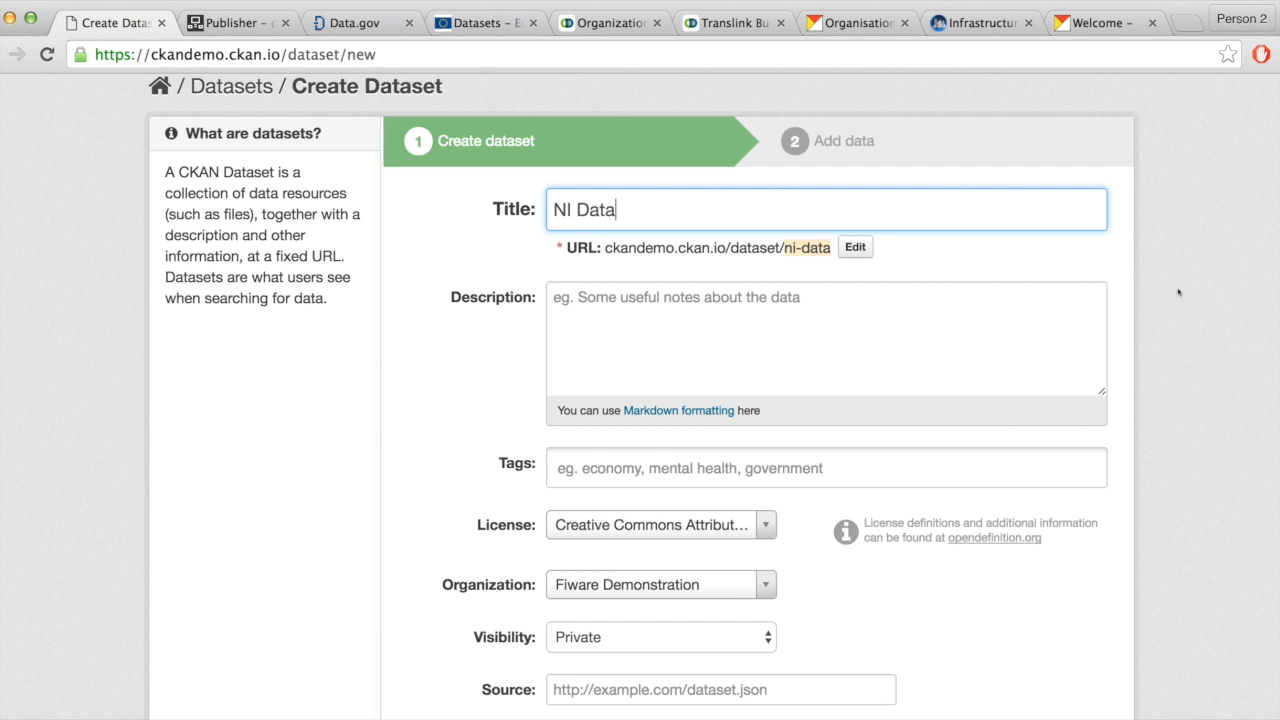 Create Datas
Publisher –
Data.gov
Datasets – E
Organization
Translink Bu
Organisatio
Infrastructur
Welcome –
Person 2
https://ckandemo.ckan.io/dataset/new
/ Datasets / Create Dataset
What are datasets?
A CKAN Dataset is a
collection of data resources
(such as files), together with a
description and other
information, at a fixed URL.
Datasets are what users see
when searching for data.
1 Create dataset
2 Add data
Title: NI Data
* URL: ckandemo.ckan.io/dataset/ni-data Edit
Description: eg. Some useful notes about the data
You can use Markdown formatting here
Tags: eg. economy, mental health, government
License: Creative Commons Attribut...
License definitions and additional information
can be found at opendefinition.org
Organization: Fiware Demonstration
Visibility: Private
Source: http://example.com/dataset.json